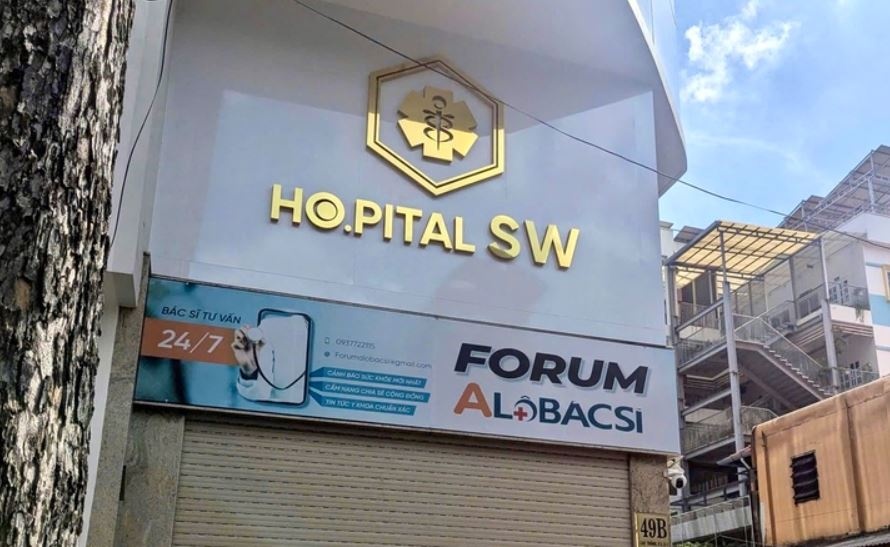 HO.PITAL SW
BÁC SĨ TƯ VẤN
24/7
0937722115
Forumalobacsi@gmail.com
CẢNH BÁO SỨC KHỎE MỚI NHẤT
CẨM NANG CHIA SẺ CỘNG ĐỒNG
TIN TỨC Y KHOA CHUẨN XÁC
FORUM
ALOBACSI
49B